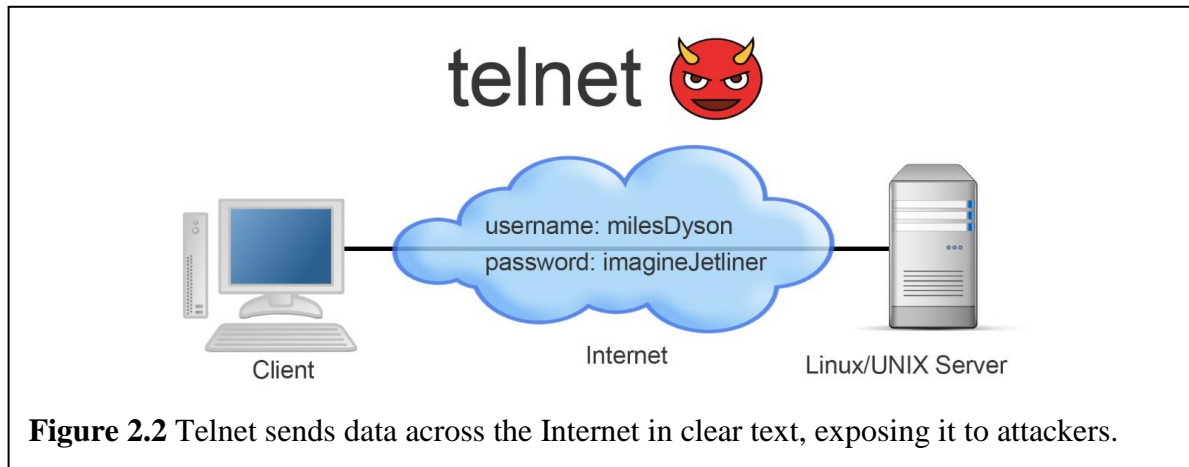 telnet
username: milesDyson
password: imagineJetliner
Client
Internet
Linux/UNIX Server
Figure 2.2 Telnet sends data across the Internet in clear text, exposing it to attackers.